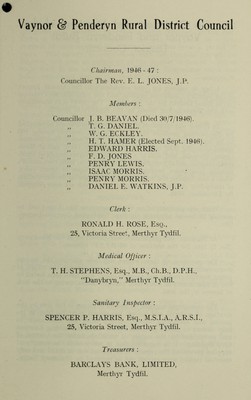 Vaynor & Penderyn Rural District Council
Chairman, 1946-47 :
Councillor The Rev. E. L. JONES, J.P.
Members :
Councillor J. B. BEAVAN (Died 30/7/1946).
„ T. G. DANIEL.
„ W. G. ECKLEY.
„ H. T. HAMER (Elected Sept. 1946).
„ EDWARD HARRIS.
„ F. D. JONES
„ PENRY LEWIS.
„ ISAAC MORRIS.
„ PENRY MORRIS.
„ DANIEL E. WATKINS, J.P.
Clerk :
RONALD H. ROSE, Esq.,
25, Victoria Street, Merthyr Tydfil.
Medical Officer :
T. H. STEPHENS, Esq., M.B., Ch.B., D.P.H.,
"Danybryn," Merthyr Tydfil.
Sanitary Inspector :
SPENCER P. HARRIS, Esq., M.S.I.A., A.R.S.I.,
25, Victoria Street, Merthyr Tydfil.
Treasurers :
BARCLAYS BANK, LIMITED,
Merthyr Tydfil.